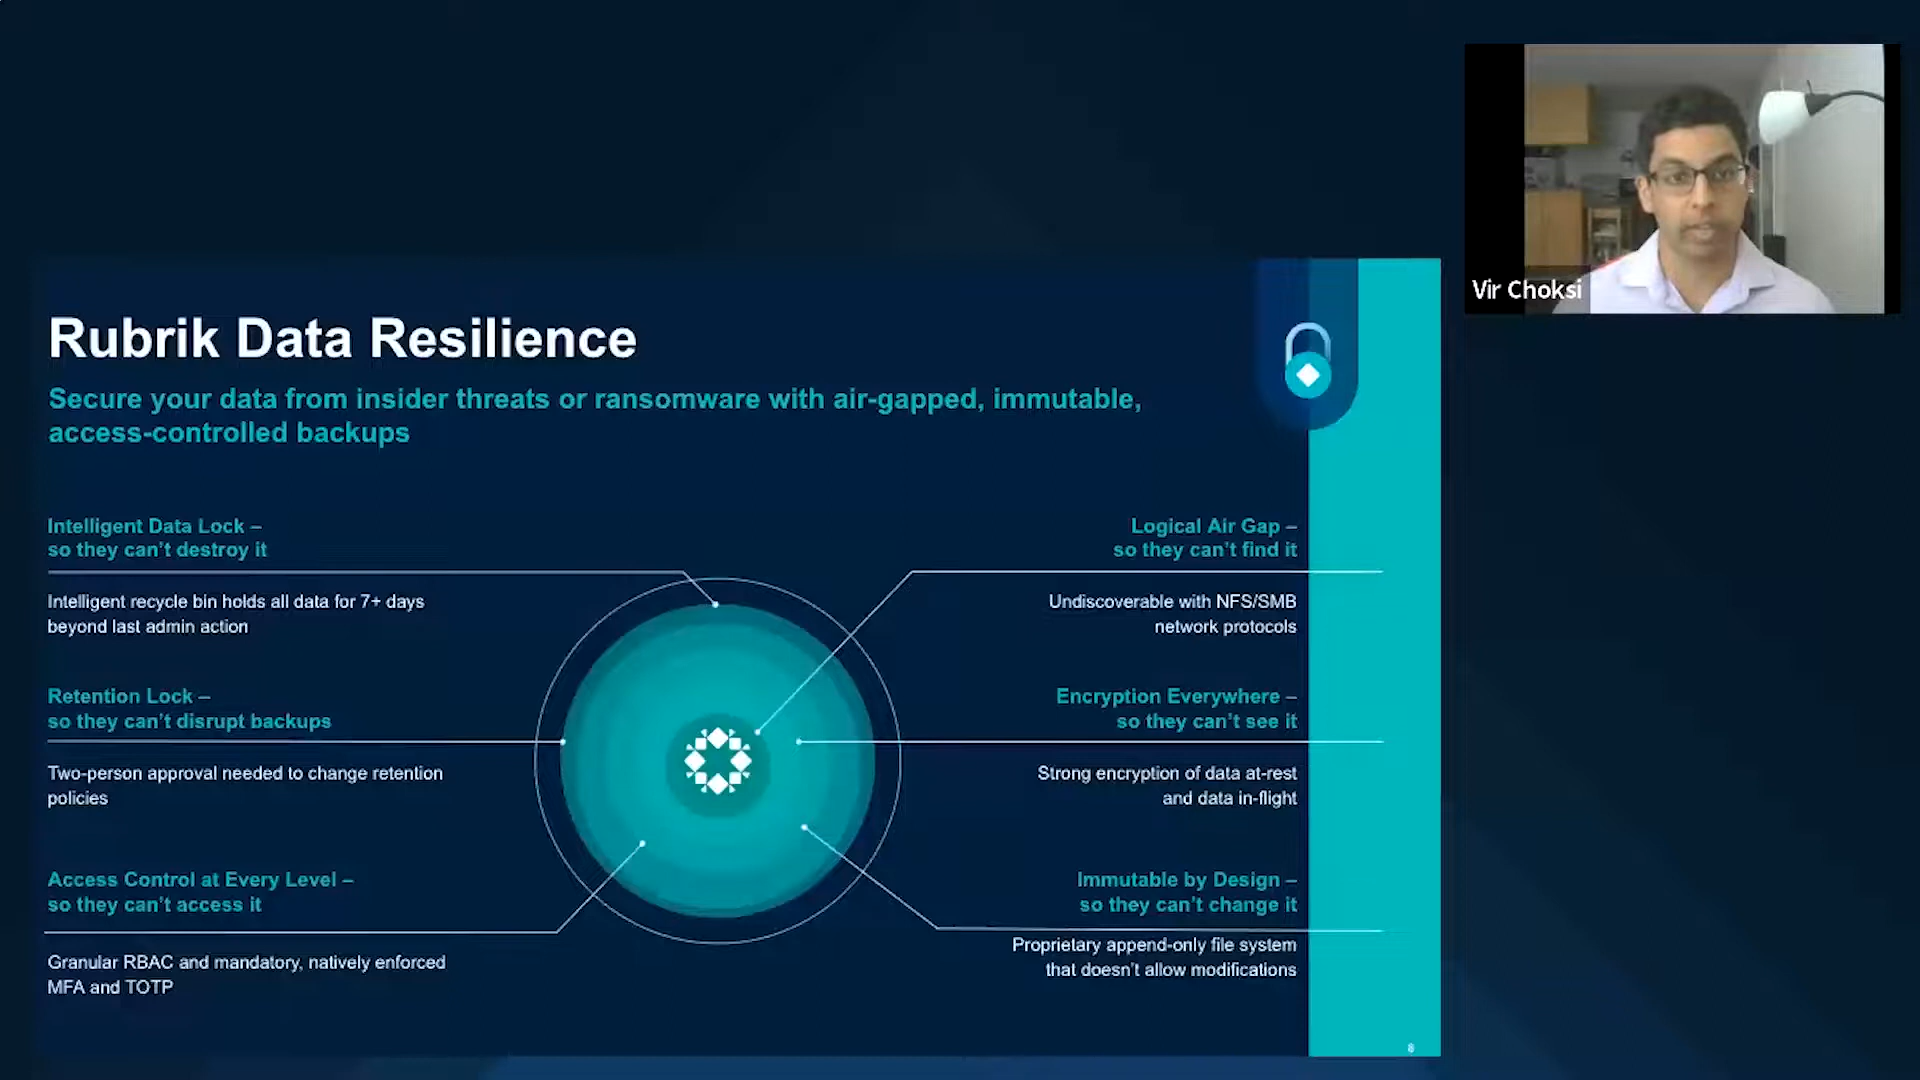 Vir Choksi
Rubrik Data Resilience
Secure your data from insider threats or ransomware with air-gapped, immutable,
access-controlled backups
Intelligent Data Lock –
so they can't destroy it
Intelligent recycle bin holds all data for 7+ days
beyond last admin action
Retention Lock –
so they can't disrupt backups
Two-person approval needed to change retention
policies
Access Control at Every Level –
so they can't access it
Granular RBAC and mandatory, natively enforced
MFA and TOTP
Logical Air Gap –
so they can't find it
Undiscoverable with NFS/SMB
network protocols
Encryption Everywhere –
so they can't see it
Strong encryption of data at-rest
and data in-flight
Immutable by Design –
so they can't change it
Proprietary append-only file system
that doesn't allow modifications
8